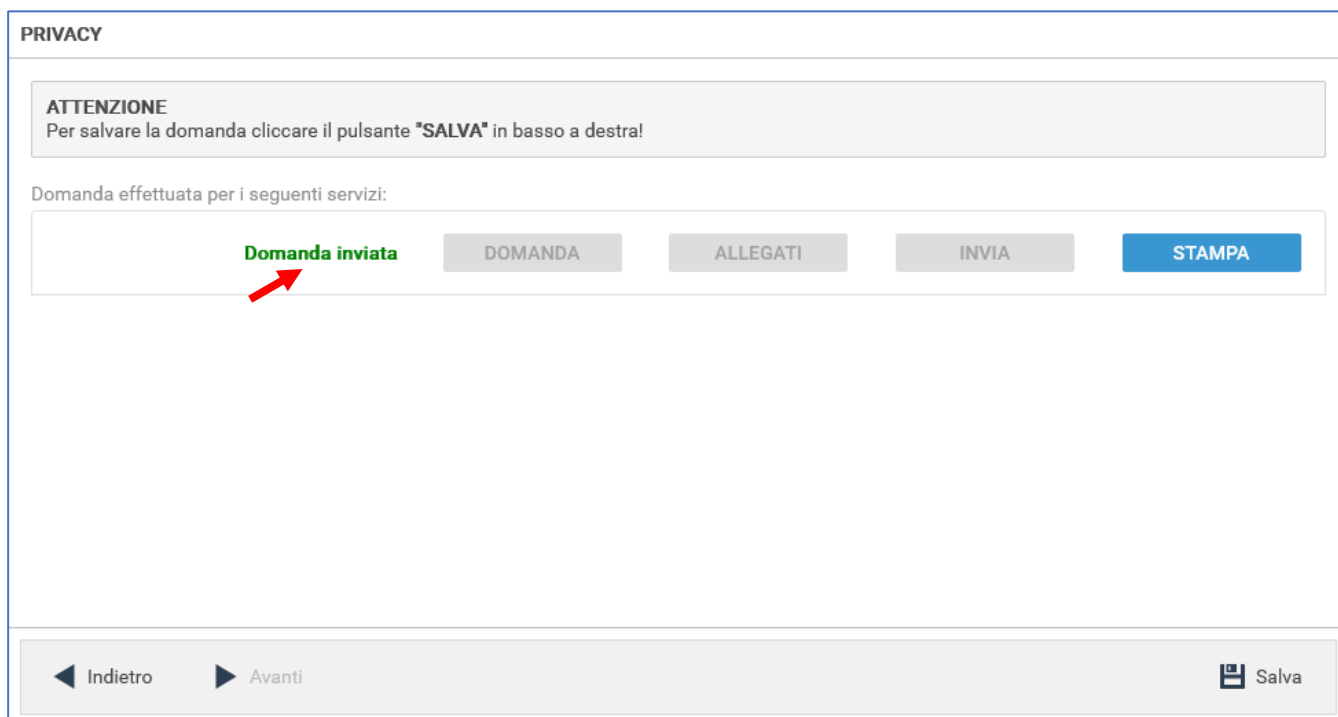 PRIVACY
ATTENZIONE
Per salvare la domanda cliccare il pulsante "SALVA" in basso a destra!
Domanda effettuata per i seguenti servizi:
Domanda inviata DOMANDA ALLEGATI INVIA STAMPA
Indietro Avanti Salva